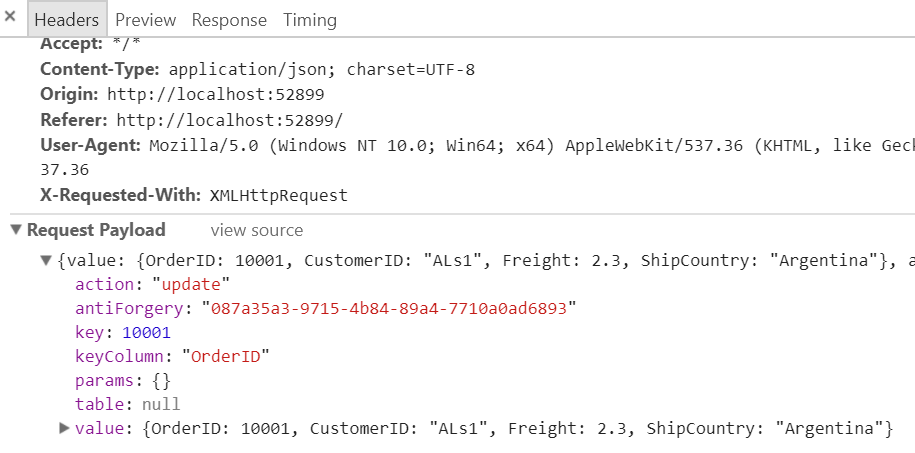 × Headers Preview Response Timing
Accept: */*
Content-Type: application/json; charset=UTF-8
Origin: http://localhost:52899
Referer: http://localhost:52899/
User-Agent: Mozilla/5.0 (Windows NT 10.0; Win64; x64) AppleWebKit/537.36 (KHTML, like Geck
37.36
X-Requested-With: XMLHttpRequest
▼ Request Payload view source
▼ {value: {OrderID: 10001, CustomerID: "ALs1", Freight: 2.3, ShipCountry: "Argentina"}, a
action: "update"
antiForgery: "087a35a3-9715-4b84-89a4-7710a0ad6893"
key: 10001
keyColumn: "OrderID"
params: {}
table: null
▶ value: {OrderID: 10001, CustomerID: "ALs1", Freight: 2.3, ShipCountry: "Argentina"}